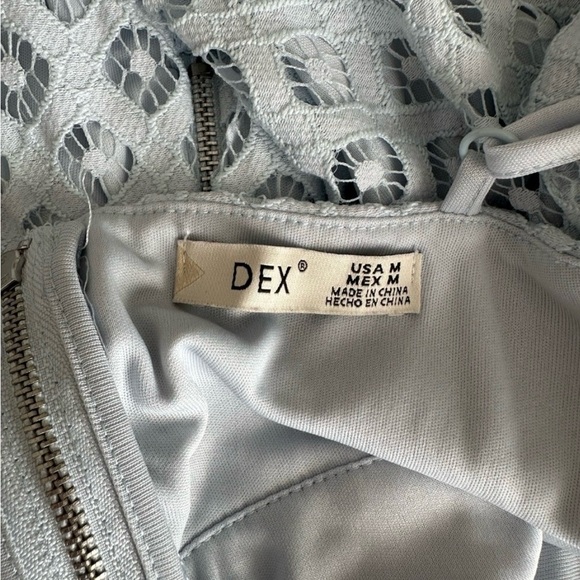 DEX®
USA M
MEX M
MADE IN CHINA
HECHO EN CHINA